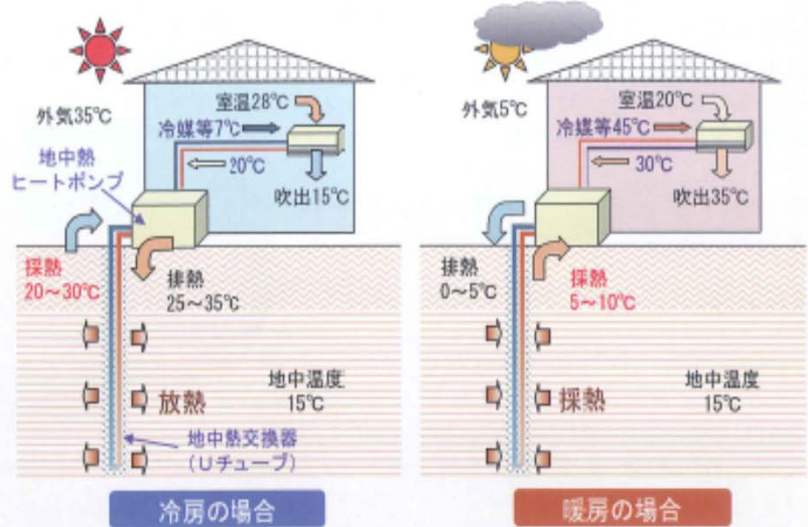 外気35℃
室温28℃
冷媒等7℃
20℃
吹出15℃
地中熱
ヒートポンプ
採熱
20～30℃
排熱
25～35℃
放熱
地中温度
15℃
地中熱交換器
(Uチューブ)
冷房の場合
外気5℃
室温20℃
冷媒等45℃
30℃
吹出35℃
排熱
0～5℃
採熱
5～10℃
採熱
地中温度
15℃
暖房の場合